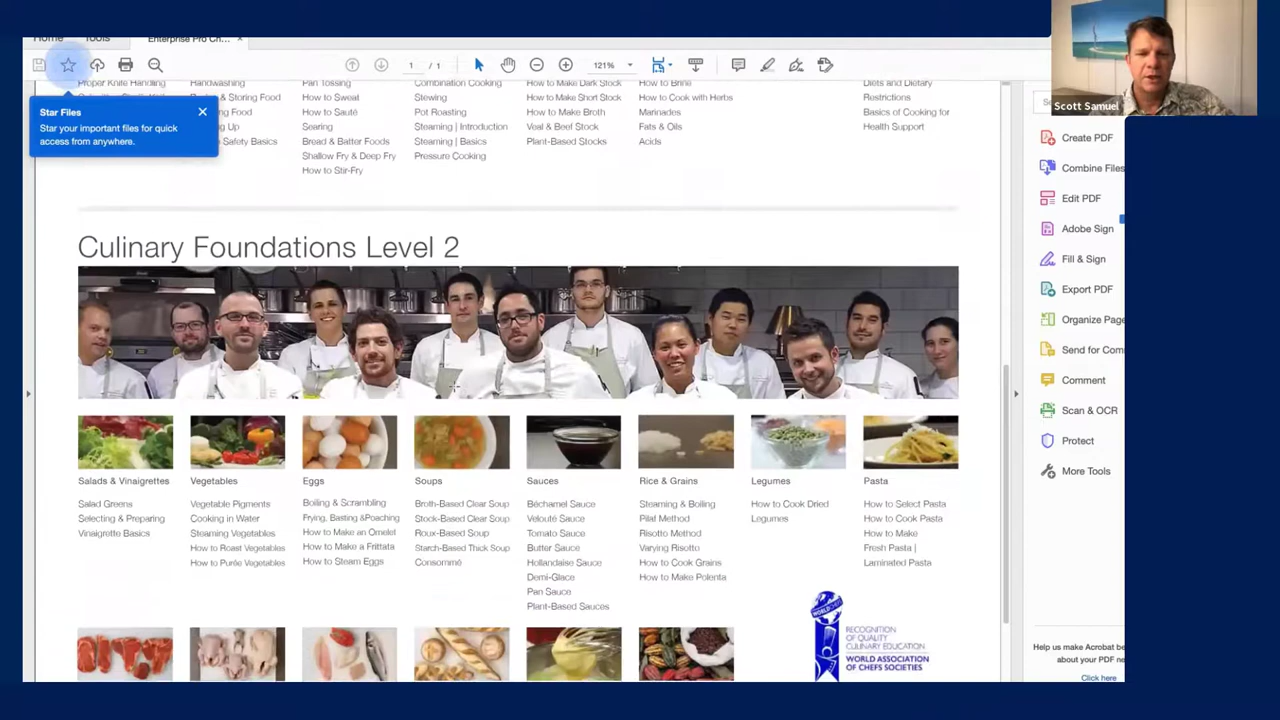 Home Tools Enterprise Pro Ch... ×
1 / 1 121%
Scott Samuel
Star Files
Star your important files for quick
access from anywhere.
Proper Knife Handling
Handwashing
& Storing Food
Food
Up
Safety Basics
Pan Tossing
How to Sweat
How to Sauté
Searing
Bread & Batter Foods
Shallow Fry & Deep Fry
How to Stir-Fry
Combination Cooking
Stewing
Pot Roasting
Steaming | Introduction
Steaming | Basics
Pressure Cooking
How to Make Dark Stock
How to Make Short Stock
How to Make Broth
Veal & Beef Stock
Plant-Based Stocks
How to Brine
How to Cook with Herbs
Marinades
Fats & Oils
Acids
Diets and Dietary
Restrictions
Basics of Cooking for
Health Support
Culinary Foundations Level 2
Salads & Vinaigrettes
Salad Greens
Selecting & Preparing
Vinaigrette Basics
Vegetables
Vegetable Pigments
Cooking in Water
Steaming Vegetables
How to Roast Vegetables
How to Purée Vegetables
Eggs
Boiling & Scrambling
Frying, Basting &Poaching
How to Make an Omelet
How to Make a Frittata
How to Steam Eggs
Soups
Broth-Based Clear Soup
Stock-Based Clear Soup
Roux-Based Soup
Starch-Based Thick Soup
Consommé
Sauces
Béchamel Sauce
Velouté Sauce
Tomato Sauce
Butter Sauce
Hollandaise Sauce
Demi-Glace
Pan Sauce
Plant-Based Sauces
Rice & Grains
Steaming & Boiling
Pilaf Method
Risotto Method
Varying Risotto
How to Cook Grains
How to Make Polenta
Legumes
How to Cook Dried
Legumes
Pasta
How to Select Pasta
How to Cook Pasta
How to Make
Fresh Pasta |
Laminated Pasta
WORLDCHEFS
RECOGNITION
OF QUALITY
CULINARY EDUCATION
WORLD ASSOCIATION
OF CHEFS SOCIETIES
Create PDF
Combine Files
Edit PDF
Adobe Sign
Fill & Sign
Export PDF
Organize Page
Send for Com
Comment
Scan & OCR
Protect
More Tools
Help us make Acrobat be
about your PDF ne
Click here